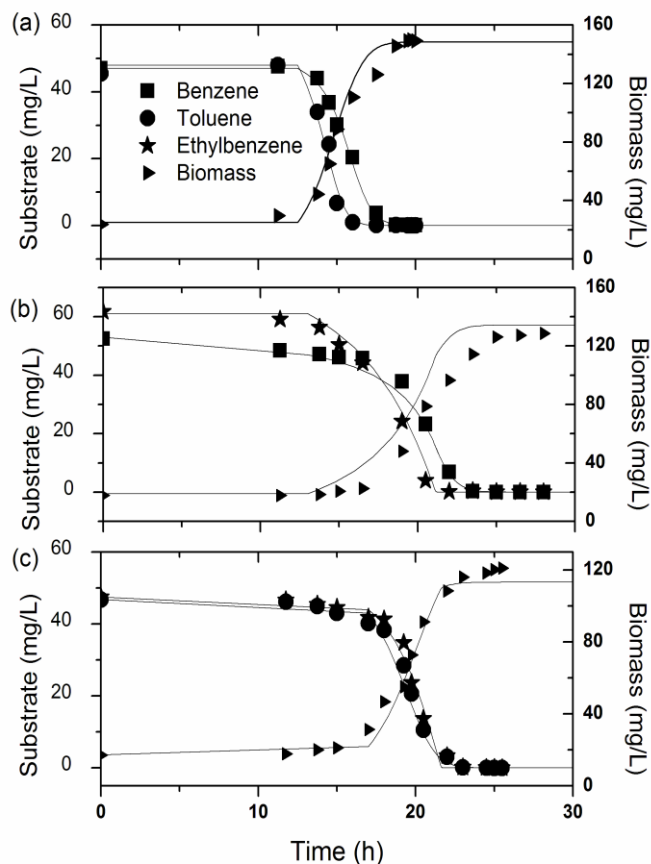 (a)
60
40
20
0
Substrate (mg/L)
Benzene
Toluene
Ethylbenzene
Biomass
160
120
80
40
0
Biomass (mg/L)
(b)
60
40
20
0
Substrate (mg/L)
160
120
80
40
0
Biomass (mg/L)
(c)
60
40
20
0
Substrate (mg/L)
120
80
40
0
Biomass (mg/L)
0
10
20
30
Time (h)